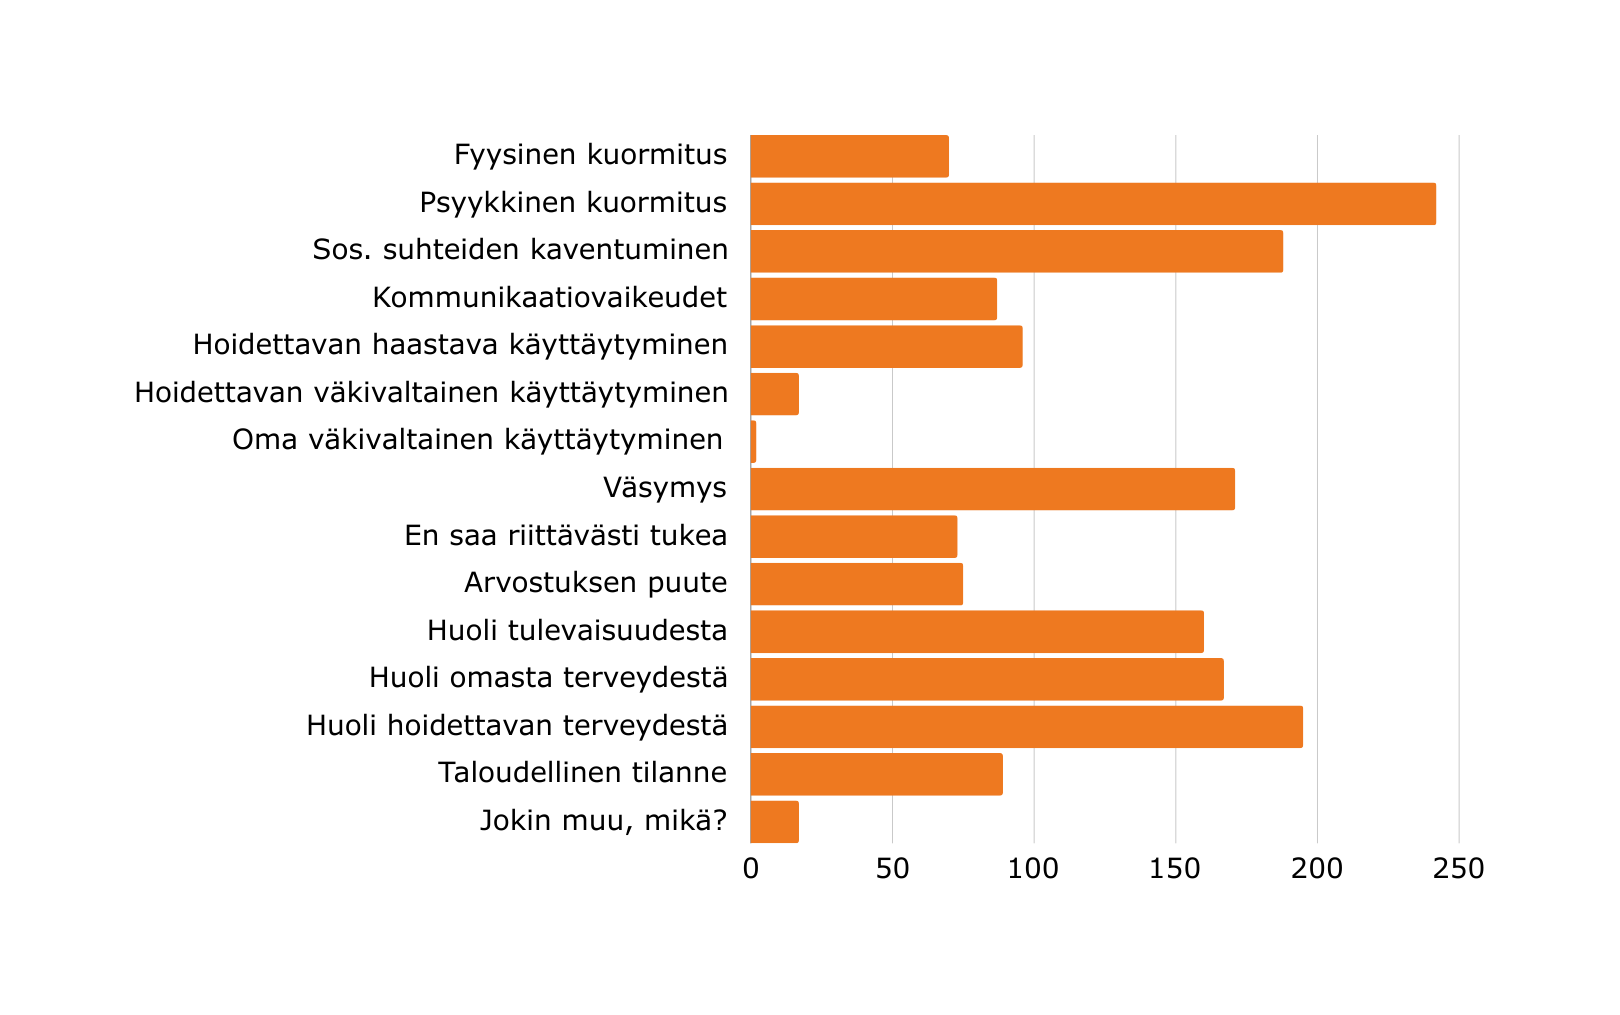 Fyysinen kuormitus
Psyykkinen kuormitus
Sos. suhteiden kaventuminen
Kommunikaatiovaikeudet
Hoidettavan haastava käyttäytyminen
Hoidettavan väkivaltainen käyttäytyminen
Oma väkivaltainen käyttäytyminen
Väsymys
En saa riittävästi tukea
Arvostuksen puute
Huoli tulevaisuudesta
Huoli omasta terveydestä
Huoli hoidettavan terveydestä
Taloudellinen tilanne
Jokin muu, mikä?
0 50 100 150 200 250